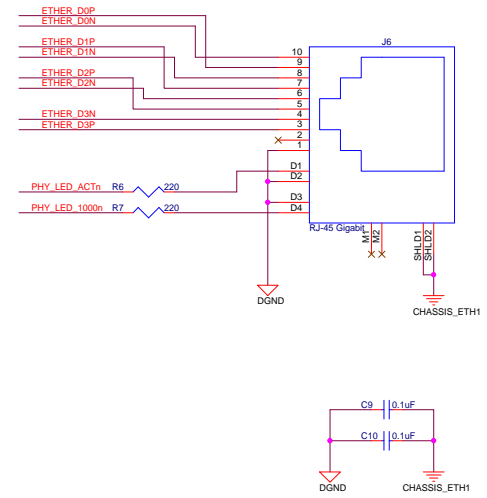 ETHER_D0P
ETHER_D0N
ETHER_D1P
ETHER_D1N
ETHER_D2P
ETHER_D2N
ETHER_D3N
ETHER_D3P
J6
10
9
8
7
6
5
4
3
2
1
D1
D2
D3
D4
PHY_LED_ACTn R6 220
PHY_LED_1000n R7 220
RJ-45 Gigabit
M1
M2
SHLD1
SHLD2
DGND
CHASSIS_ETH1
C9 0.1uF
C10 0.1uF
DGND
CHASSIS_ETH1